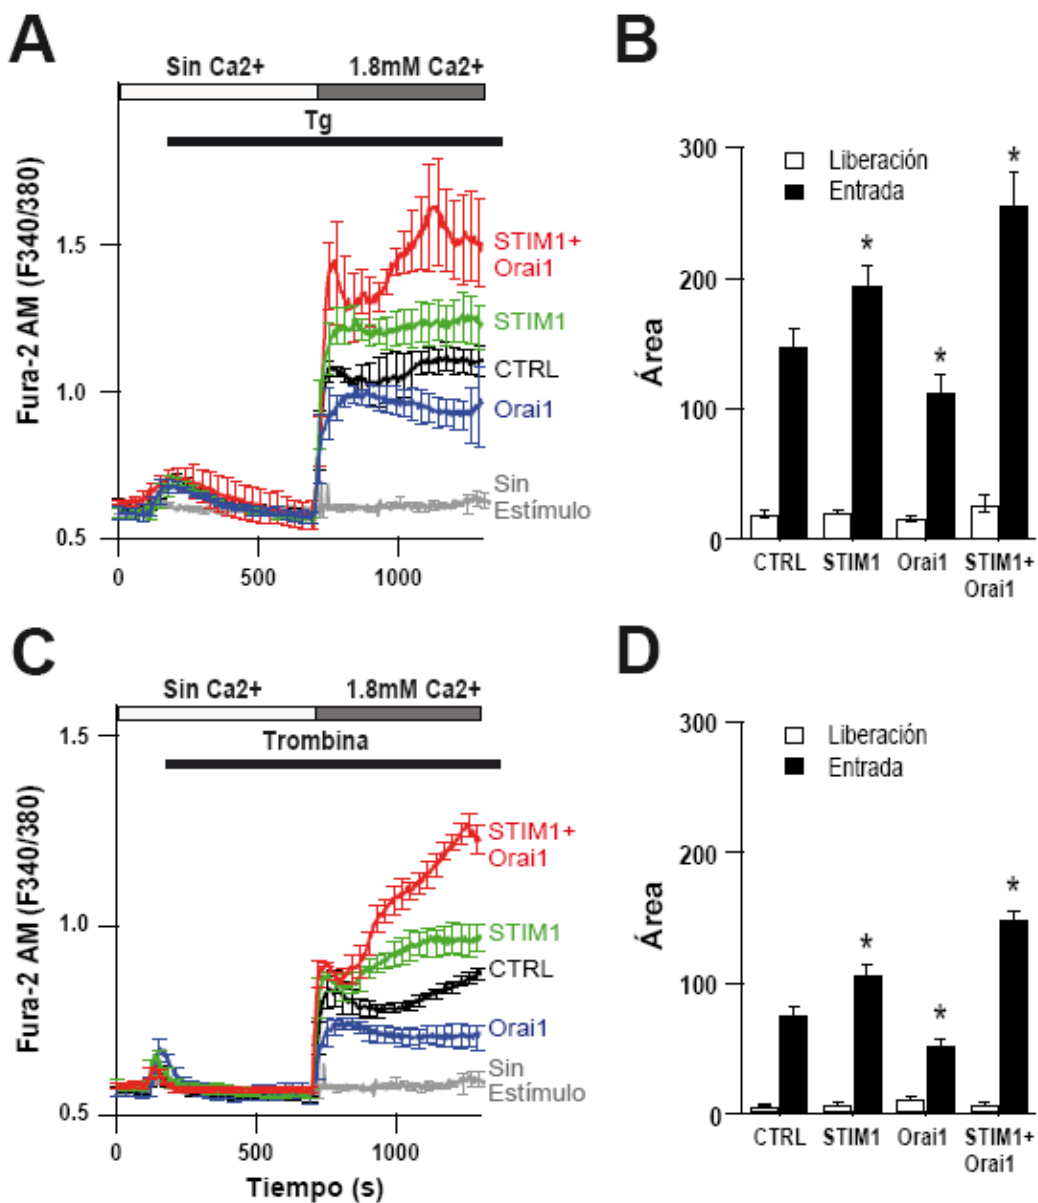 A
Sin Ca2+ 1.8mM Ca2+
Tg
Fura-2 AM (F340/380)
1.5
1.0
0.5
0 500 1000
STIM1+
Orai1
STIM1
CTRL
Orai1
Sin
Estímulo
B
Liberación
Entrada
Área
300
200
100
0
* * *
CTRL STIM1 Orai1 STIM1+
Orai1
C
Sin Ca2+ 1.8mM Ca2+
Trombina
Fura-2 AM (F340/380)
1.5
1.0
0.5
0 500 1000
Tiempo (s)
STIM1+
Orai1
STIM1
CTRL
Orai1
Sin
Estímulo
D
Liberación
Entrada
Área
300
200
100
0
* * *
CTRL STIM1 Orai1 STIM1+
Orai1